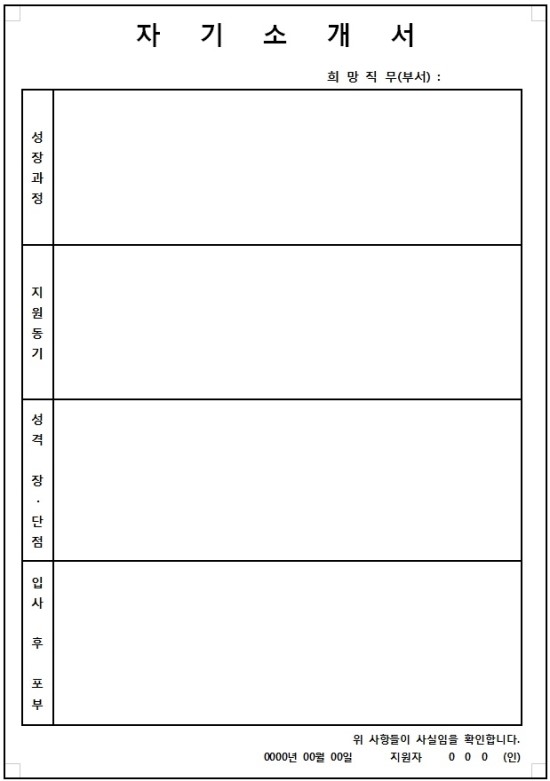 자 기 소 개 서
희 망 직 무(부서) :
성장과정
지원동기
성격 장·단점
입사 후 포부
위 사항들이 사실임을 확인합니다.
0000년 00월 00일 지원자 0 0 0 (인)